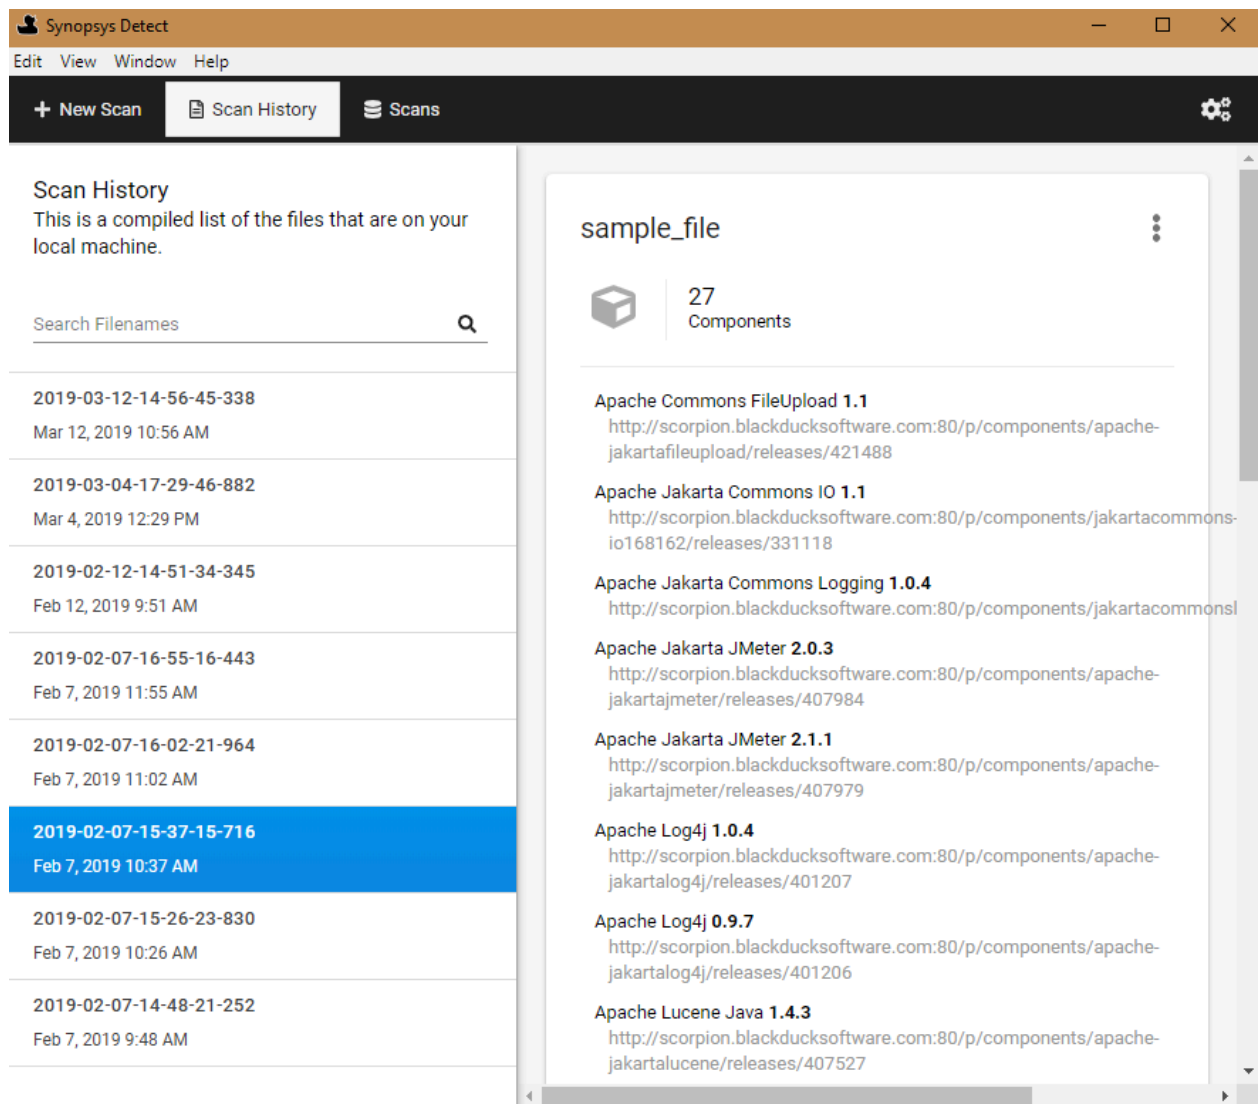 Synopsys Detect
Edit View Window Help
New Scan Scan History Scans
Scan History
This is a compiled list of the files that are on your
local machine.
Search Filenames
2019-03-12-14-56-45-338
Mar 12, 2019 10:56 AM
2019-03-04-17-29-46-882
Mar 4, 2019 12:29 PM
2019-02-12-14-51-34-345
Feb 12, 2019 9:51 AM
2019-02-07-16-55-16-443
Feb 7, 2019 11:55 AM
2019-02-07-16-02-21-964
Feb 7, 2019 11:02 AM
2019-02-07-15-37-15-716
Feb 7, 2019 10:37 AM
2019-02-07-15-26-23-830
Feb 7, 2019 10:26 AM
2019-02-07-14-48-21-252
Feb 7, 2019 9:48 AM
sample_file
27
Components
Apache Commons FileUpload 1.1
http://scorpion.blackducksoftware.com:80/p/components/apache-
jakartafileupload/releases/421488
Apache Jakarta Commons IO 1.1
http://scorpion.blackducksoftware.com:80/p/components/jakartacommons-
io168162/releases/331118
Apache Jakarta Commons Logging 1.0.4
http://scorpion.blackducksoftware.com:80/p/components/jakartacommonsl
Apache Jakarta JMeter 2.0.3
http://scorpion.blackducksoftware.com:80/p/components/apache-
jakartajmeter/releases/407984
Apache Jakarta JMeter 2.1.1
http://scorpion.blackducksoftware.com:80/p/components/apache-
jakartajmeter/releases/407979
Apache Log4j 1.0.4
http://scorpion.blackducksoftware.com:80/p/components/apache-
jakartalog4j/releases/401207
Apache Log4j 0.9.7
http://scorpion.blackducksoftware.com:80/p/components/apache-
jakartalog4j/releases/401206
Apache Lucene Java 1.4.3
http://scorpion.blackducksoftware.com:80/p/components/apache-
jakartalucene/releases/407527